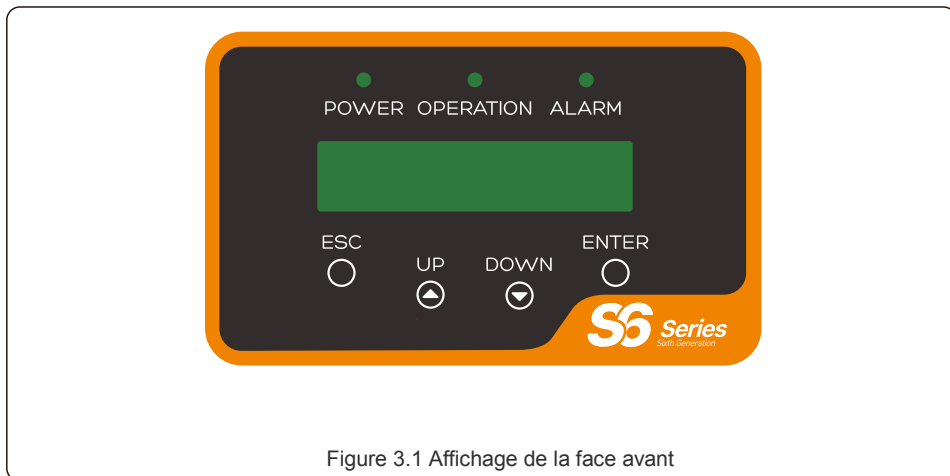 POWER OPERATION ALARM
ESC
UP
DOWN
ENTER
S6 Series
Sixth Generation
Figure 3.1 Affichage de la face avant